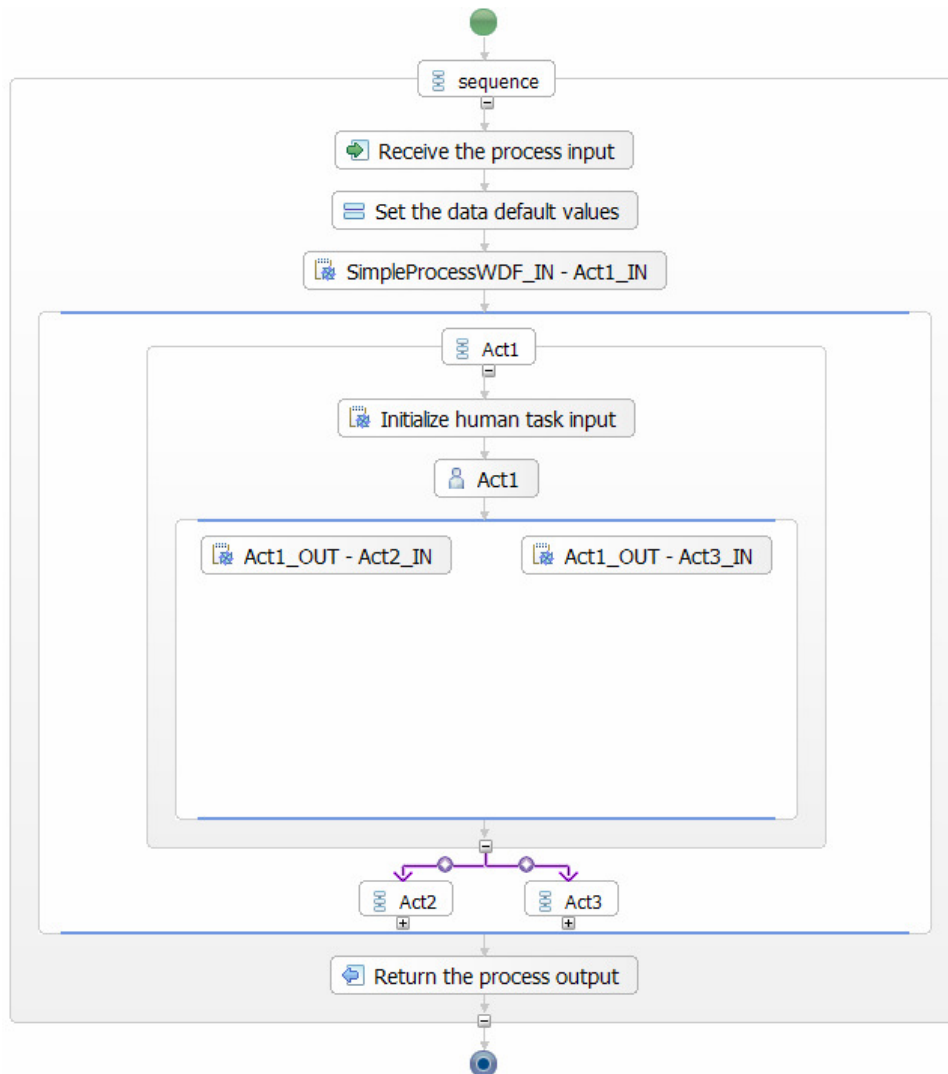 sequence
Receive the process input
Set the data default values
SimpleProcessWDF_IN - Act1_IN
Act1
Initialize human task input
Act1
Act1_OUT - Act2_IN
Act1_OUT - Act3_IN
Act2
Act3
Return the process output